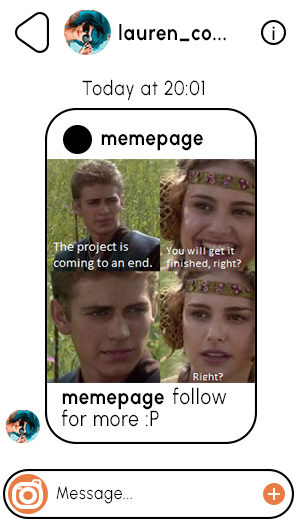 lauren_co...
Today at 20:01
memepage
The project is
coming to an end.
You will get it
finished, right?
Right?
memepage follow
for more :P
Message...